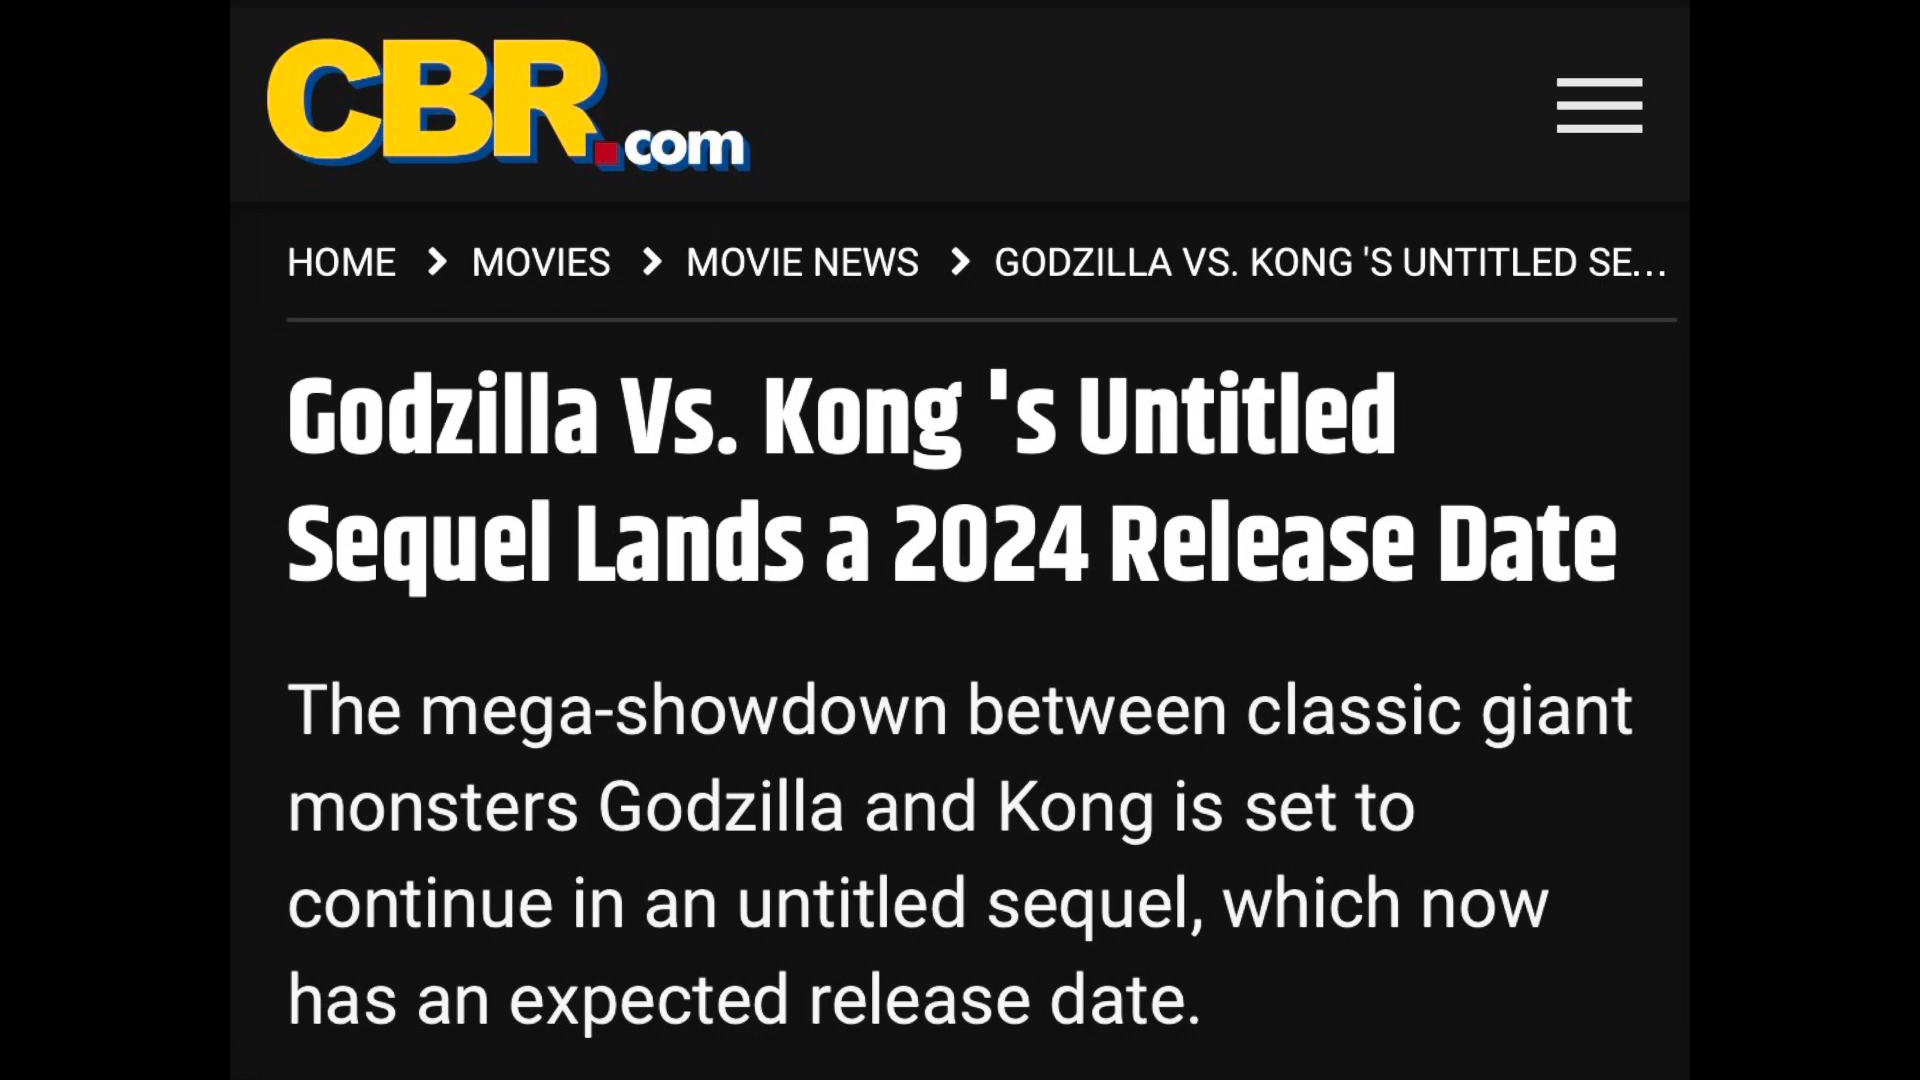 CBR.com
HOME > MOVIES > MOVIE NEWS > GODZILLA VS. KONG 'S UNTITLED SE...
Godzilla Vs. Kong 's Untitled
Sequel Lands a 2024 Release Date
The mega-showdown between classic giant
monsters Godzilla and Kong is set to
continue in an untitled sequel, which now
has an expected release date.